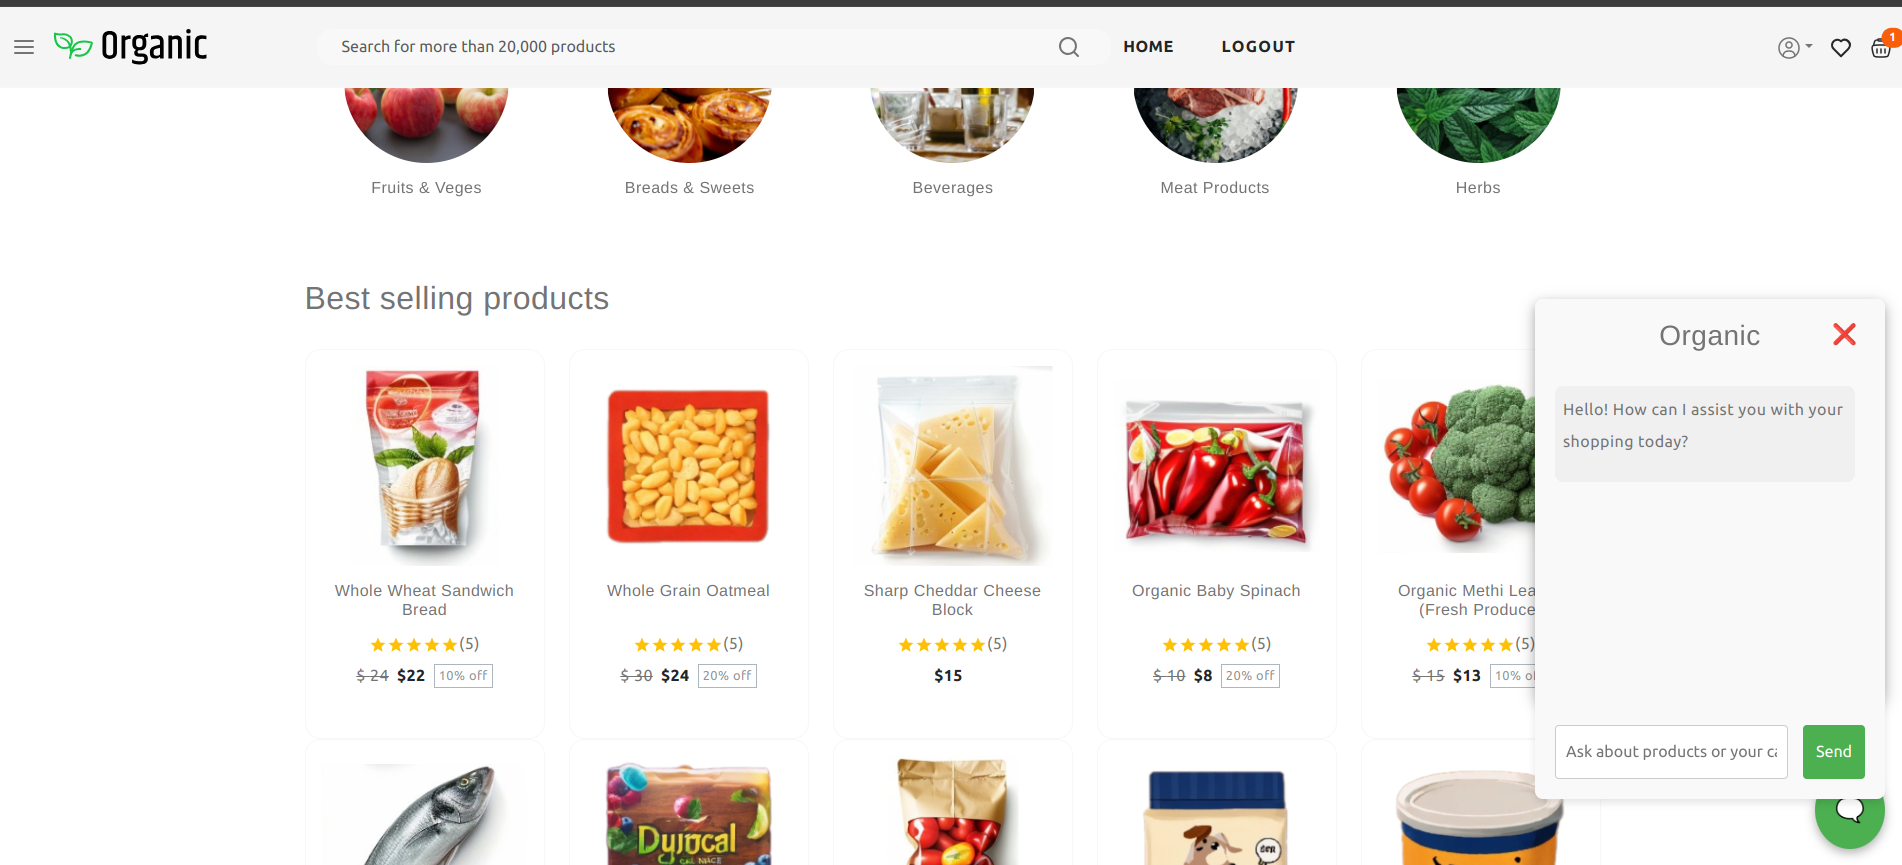 Organic
Search for more than 20,000 products
HOME
LOGOUT
1
Fruits & Veges
Breads & Sweets
Beverages
Meat Products
Herbs
Best selling products
Whole Wheat Sandwich
Bread
(5)
$ 24 $22 10% off
Whole Grain Oatmeal
(5)
$ 30 $24 20% off
Sharp Cheddar Cheese
Block
(5)
$15
Organic Baby Spinach
(5)
$ 10 $8 20% off
Organic Methi Lea
(Fresh Produce
(5)
$ 15 $13 10% o
Organic
Hello! How can I assist you with your
shopping today?
Ask about products or your ca
Send